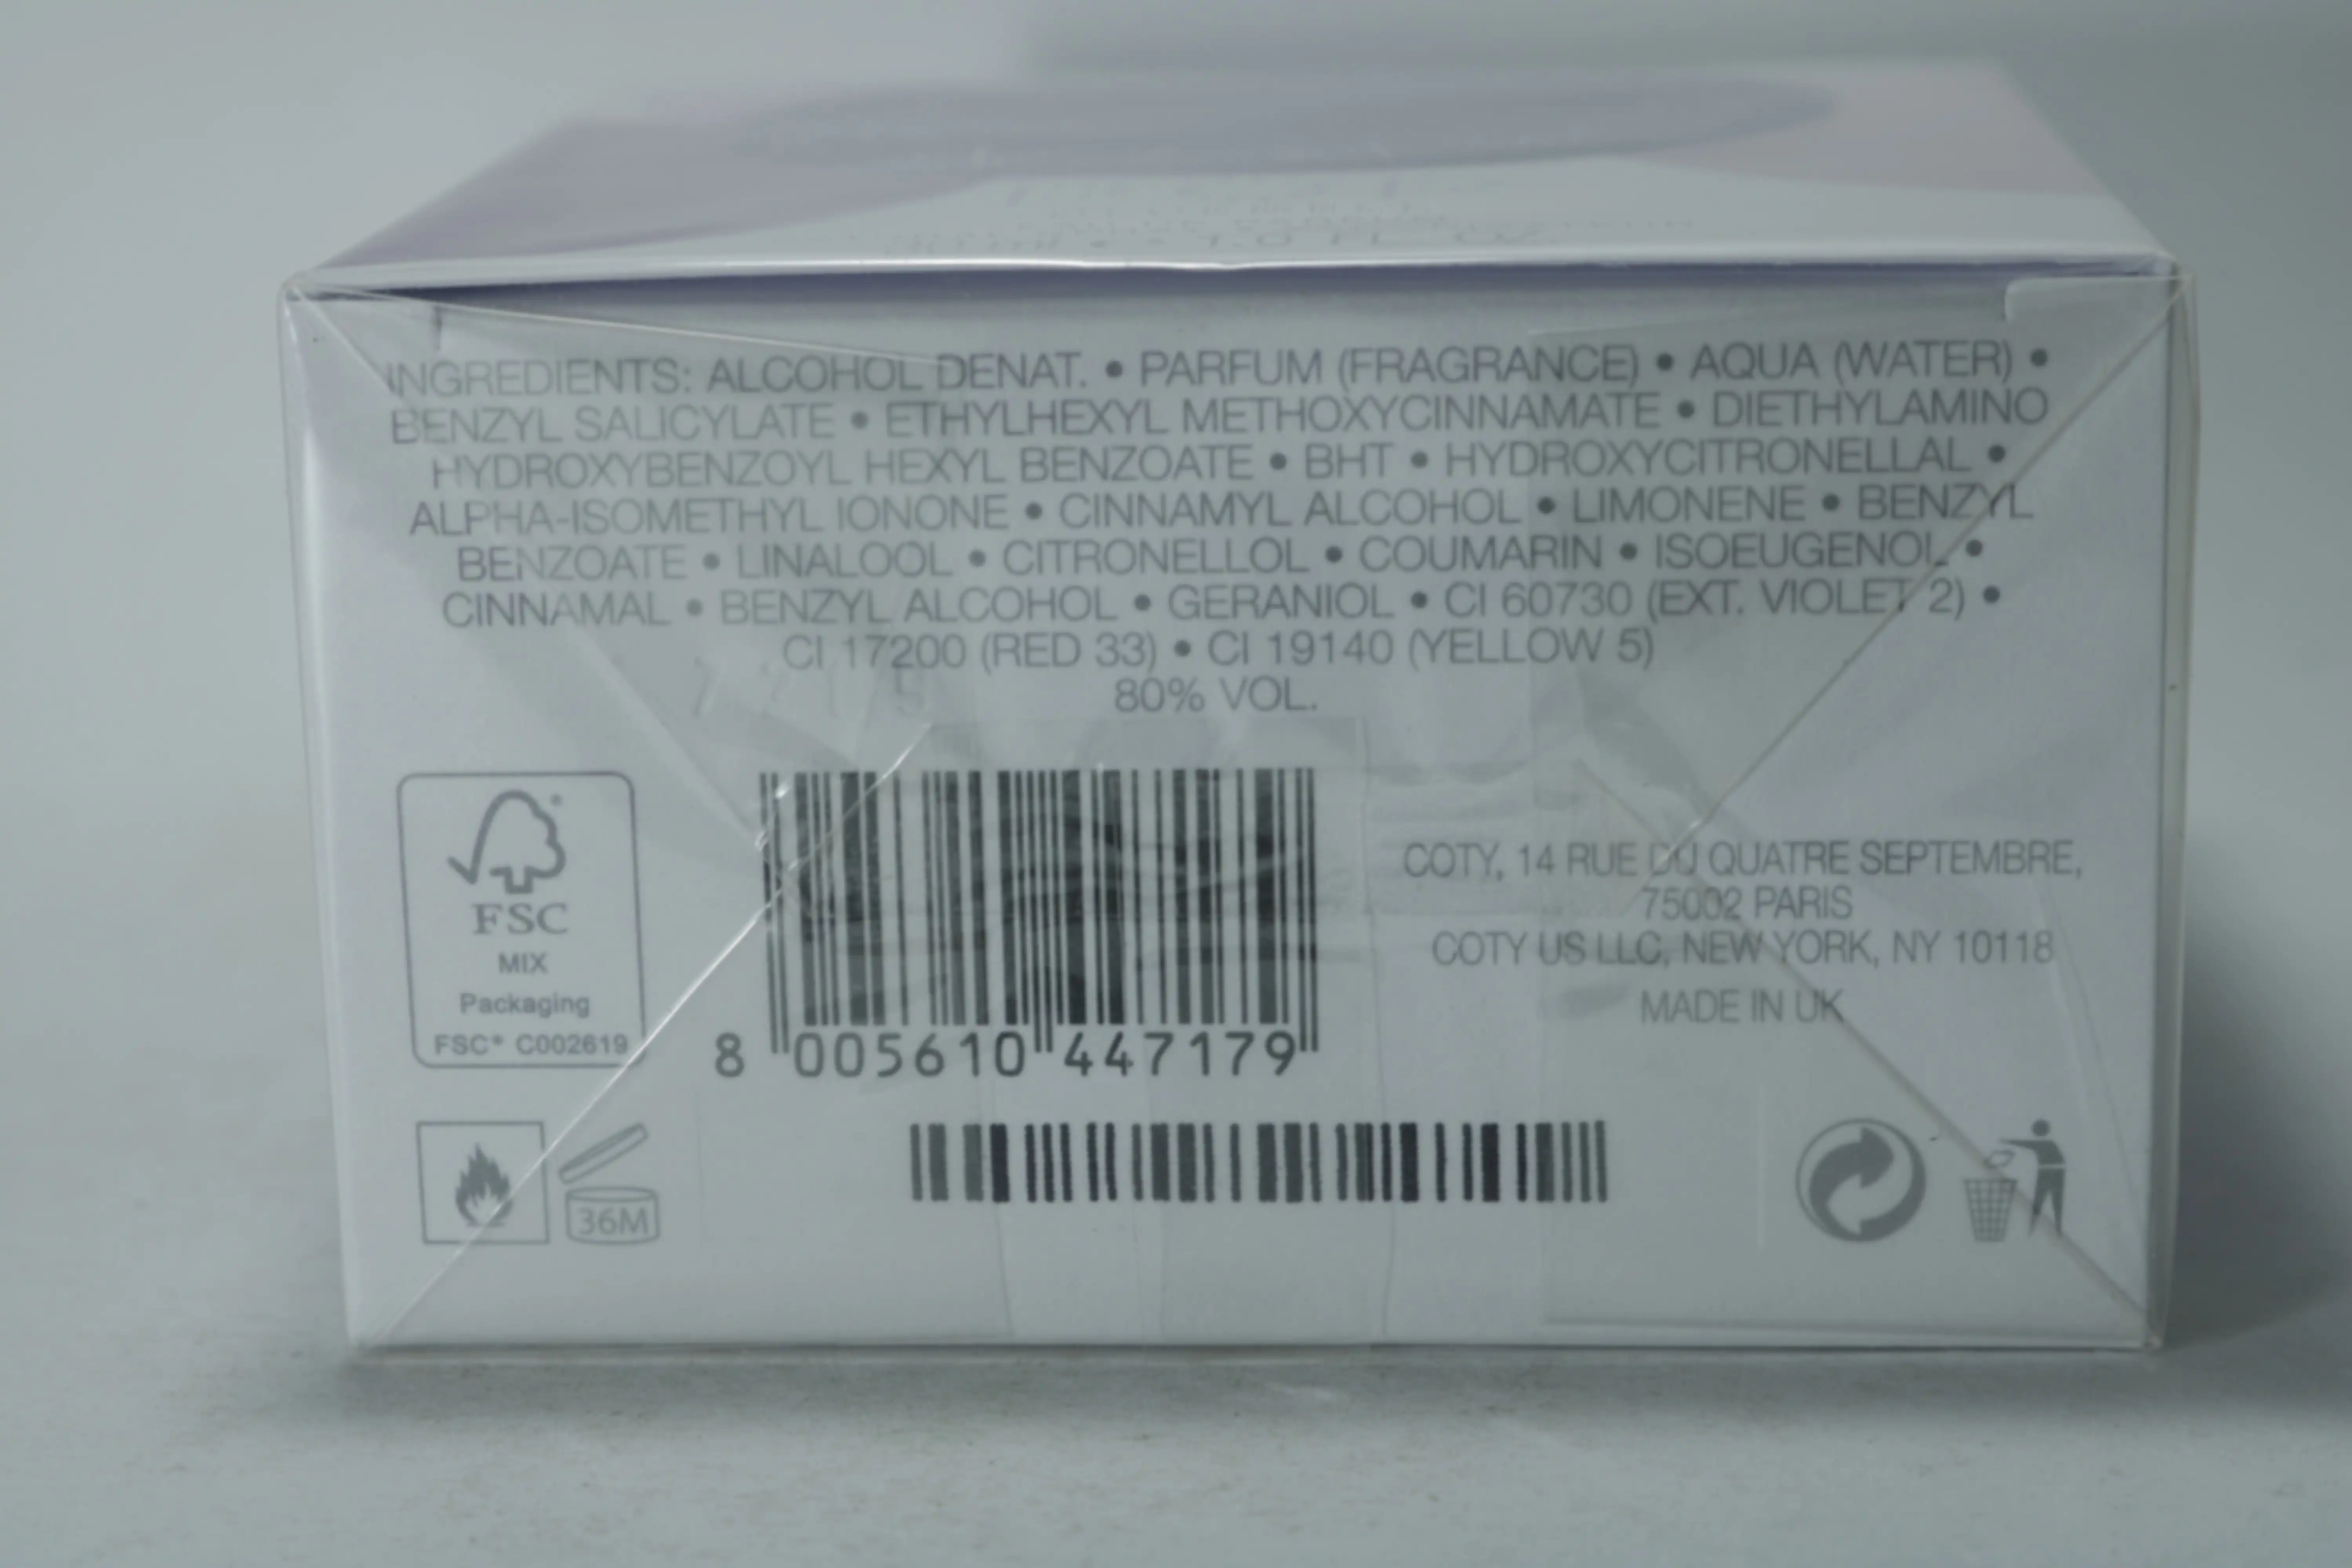 INGREDIENTS: ALCOHOL DENAT. • PARFUM (FRAGRANCE) • AQUA (WATER) •
BENZYL SALICYLATE • ETHYLHEXYL METHOXYCINNAMATE • DIETHYLAMINO
HYDROXYBENZOYL HEXYL BENZOATE • BHT • HYDROXYCITRONELLAL •
ALPHA-ISOMETHYL IONONE • CINNAMYL ALCOHOL • LIMONENE • BENZYL
BENZOATE • LINALOOL • CITRONELLOL • COUMARIN • ISOEUGENOL •
CINNAMAL • BENZYL ALCOHOL • GERANIOL • CI 60730 (EXT. VIOLET 2) •
CI 17200 (RED 33) • CI 19140 (YELLOW 5)
80% VOL.
FSC
MIX
Packaging
FSC® C002619
8 005610 447179
COTY, 14 RUE DU QUATRE SEPTEMBRE,
75002 PARIS
COTY US LLC, NEW YORK, NY 10118
MADE IN UK
36M